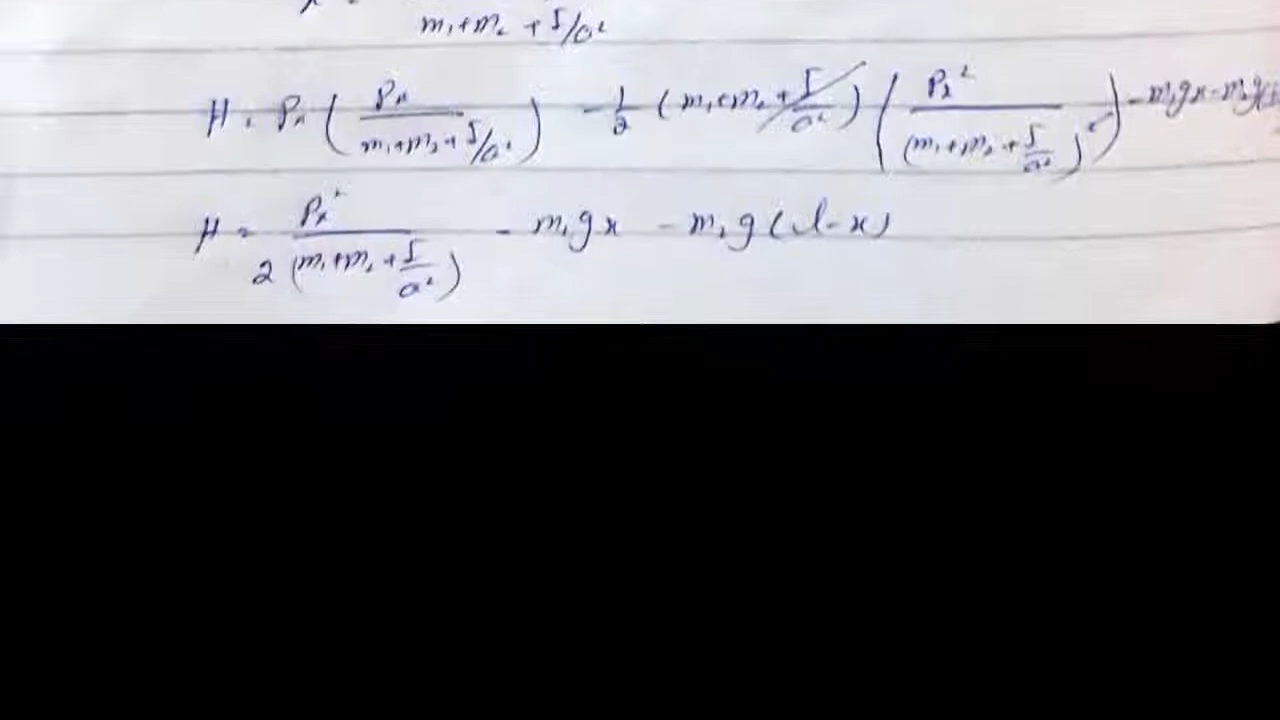 m₁+m₂ + I/a²
H = Pₓ ( Pₓ / m₁+m₂+I/a² ) - 1/2 (m₁+m₂+ I/a²) ( Pₓ² / (m₁+m₂+ I/a²)² ) - m₁gx - m₂g(l
H = Pₓ² / 2 (m₁+m₂+ I/a²) - m₁gx - m₂g(l-x)